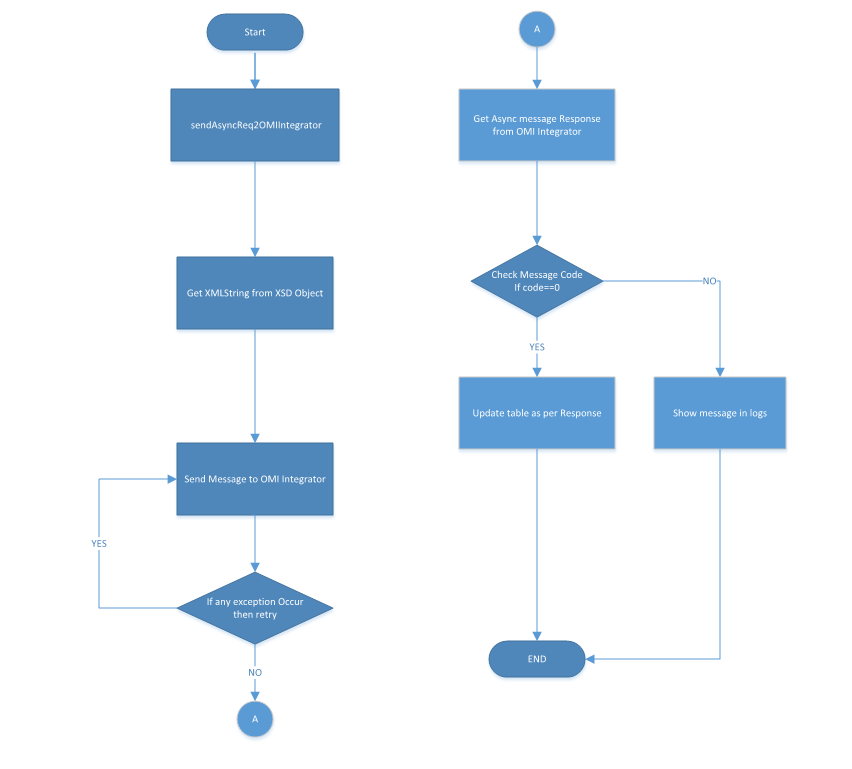 Start
sendAsyncReq2OMIIntegrator
Get XMLString from XSD Object
Send Message to OMI Integrator
YES
If any exception Occur
then retry
NO
A
A
Get Async message Response
from OMI Integrator
Check Message Code
If code==0
NO
YES
Update table as per Response
Show message in logs
END